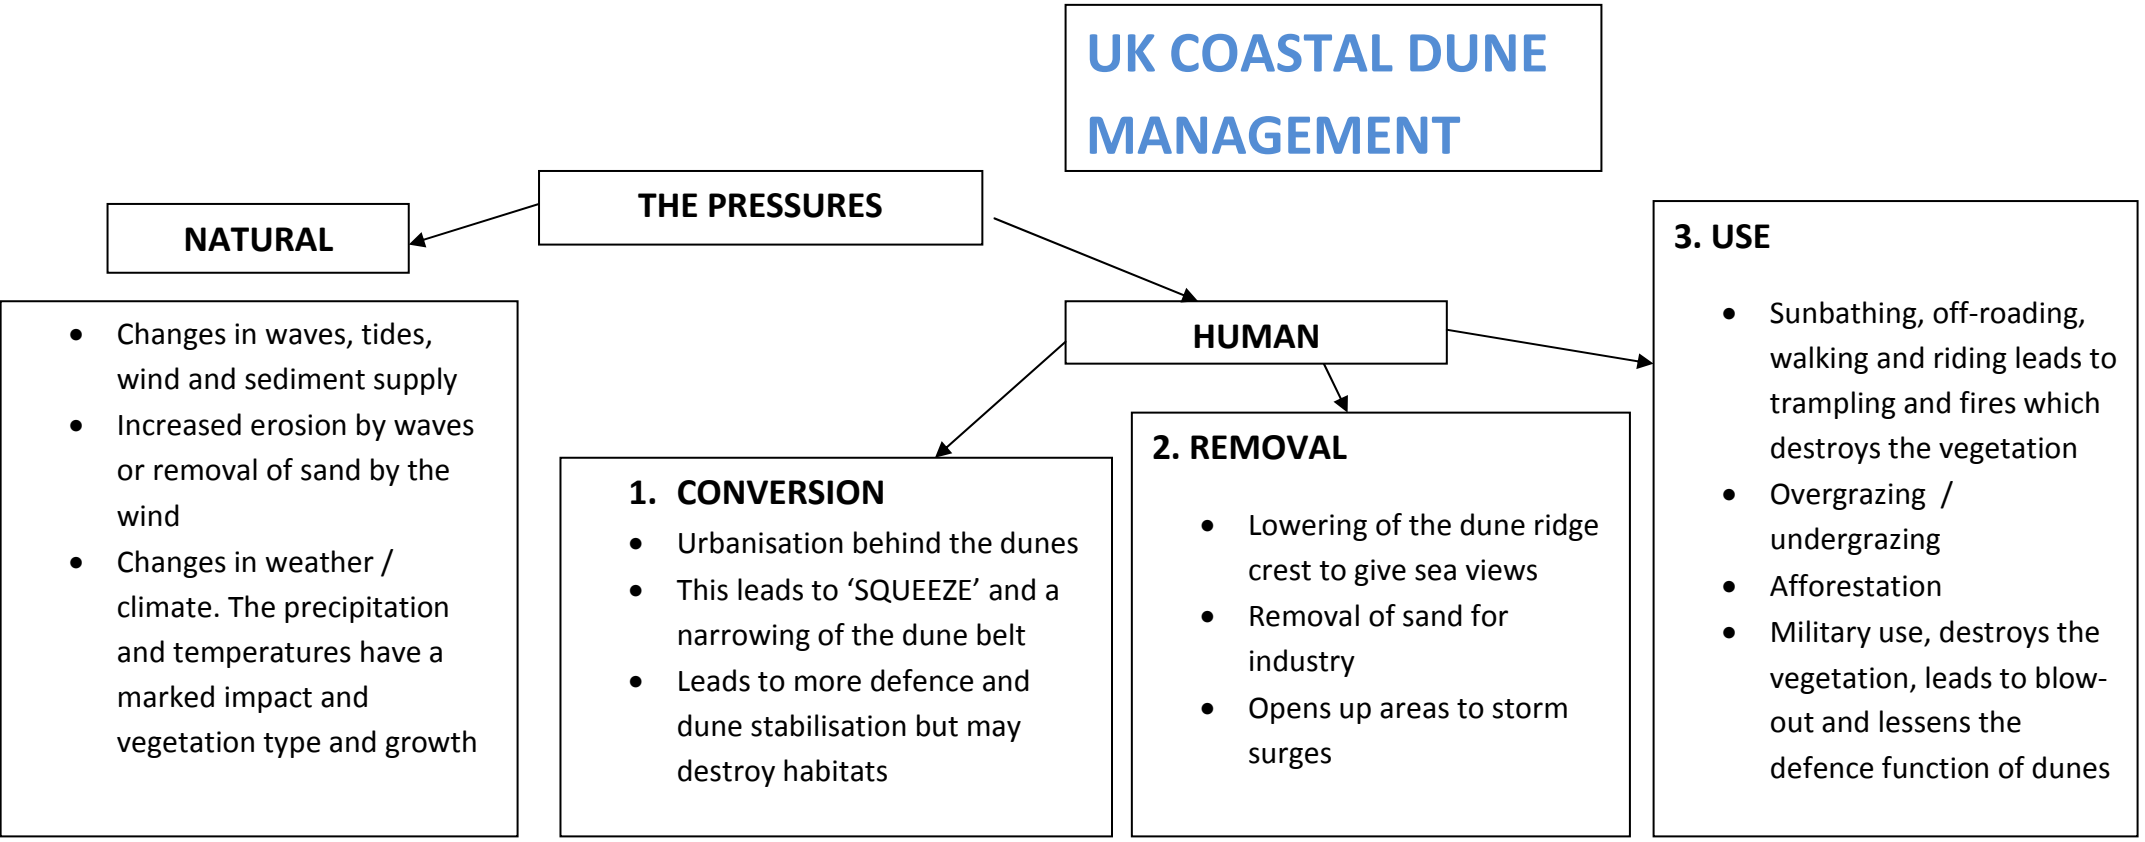 UK COASTAL DUNE
MANAGEMENT
THE PRESSURES
NATURAL
• Changes in waves, tides,
wind and sediment supply
• Increased erosion by waves
or removal of sand by the
wind
• Changes in weather /
climate. The precipitation
and temperatures have a
marked impact and
vegetation type and growth
HUMAN
1. CONVERSION
• Urbanisation behind the dunes
• This leads to ‘SQUEEZE’ and a
narrowing of the dune belt
• Leads to more defence and
dune stabilisation but may
destroy habitats
2. REMOVAL
• Lowering of the dune ridge
crest to give sea views
• Removal of sand for
industry
• Opens up areas to storm
surges
3. USE
• Sunbathing, off-roading,
walking and riding leads to
trampling and fires which
destroys the vegetation
• Overgrazing /
undergrazing
• Afforestation
• Military use, destroys the
vegetation, leads to blow-
out and lessens the
defence function of dunes